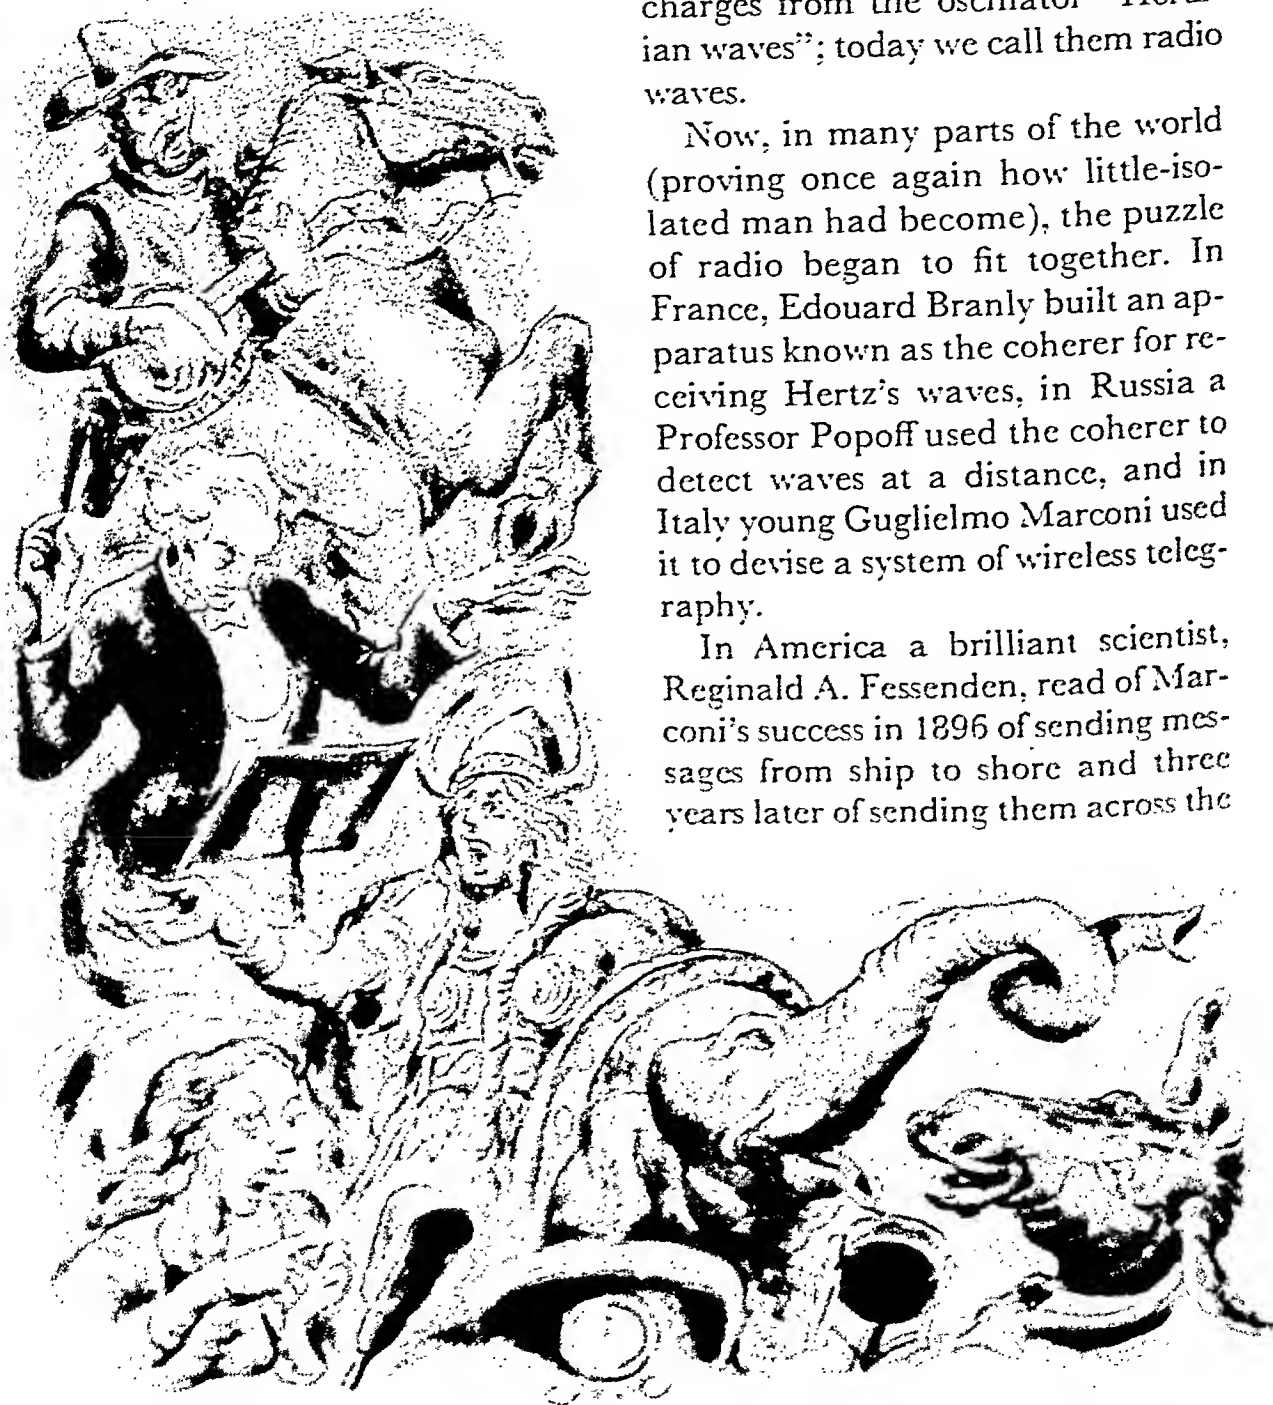 charges from the oscillator
ian waves”; today we call them radio
waves.
Now, in many parts of the world
(proving once again how little-iso-
lated man had become), the puzzle
of radio began to fit together. In
France, Edouard Branly built an ap-
paratus known as the coherer for re-
ceiving Hertz’s waves, in Russia a
Professor Popoff used the coherer to
detect waves at a distance, and in
Italy young Guglielmo Marconi used
it to devise a system of wireless teleg-
raphy.
In America a brilliant scientist,
Reginald A. Fessenden, read of Mar-
coni’s success in 1896 of sending mes-
sages from ship to shore and three
years later of sending them across the